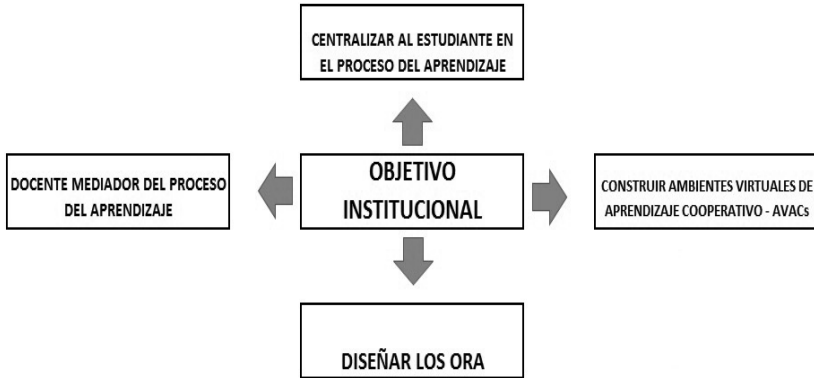 CENTRALIZAR AL ESTUDIANTE EN
EL PROCESO DEL APRENDIZAJE
DOCENTE MEDIADOR DEL PROCESO
DEL APRENDIZAJE
OBJETIVO
INSTITUCIONAL
CONSTRUIR AMBIENTES VIRTUALES DE
APRENDIZAJE COOPERATIVO - AVACs
DISEÑAR LOS ORA